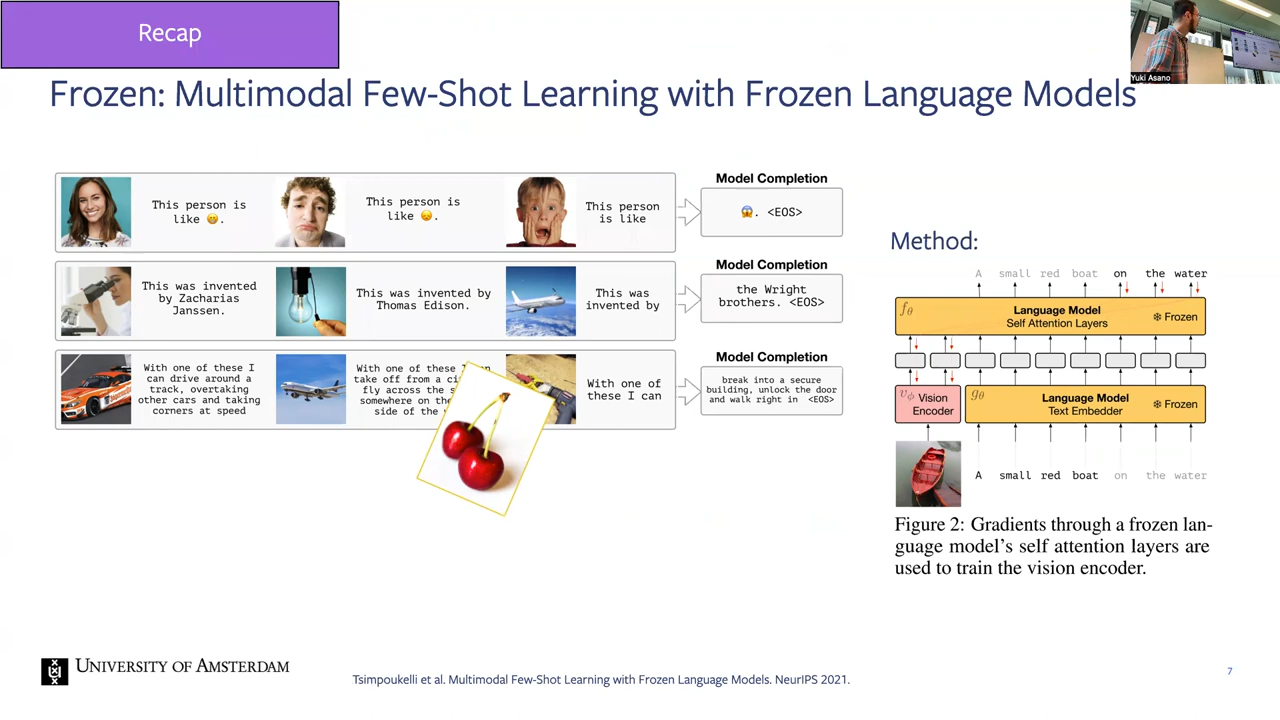 Recap
Yuki Asano
Frozen: Multimodal Few-Shot Learning with Frozen Language Models
This person is
like 😁.
This person is
like 😞.
This person
is like
Model Completion
😱. <EOS>
This was invented
by Zacharias
Janssen.
This was invented by
Thomas Edison.
This was
invented by
Model Completion
the Wright
brothers. <EOS>
With one of these I
can drive around a
track, overtaking
other cars and taking
corners at speed
With one of these I
take off from a
fly across the
somewhere on the
side of the
With one of
these I can
Model Completion
break into a secure
building, unlock the door
and walk right in <EOS>
Method:
A small red boat on the water
fθ
Language Model
Self Attention Layers
❄ Frozen
vϕ Vision
Encoder
gθ
Language Model
Text Embedder
❄ Frozen
A small red boat on the water
Figure 2: Gradients through a frozen lan-
guage model's self attention layers are
used to train the vision encoder.
UNIVERSITY OF AMSTERDAM
Tsimpoukelli et al. Multimodal Few-Shot Learning with Frozen Language Models. NeurIPS 2021.
7